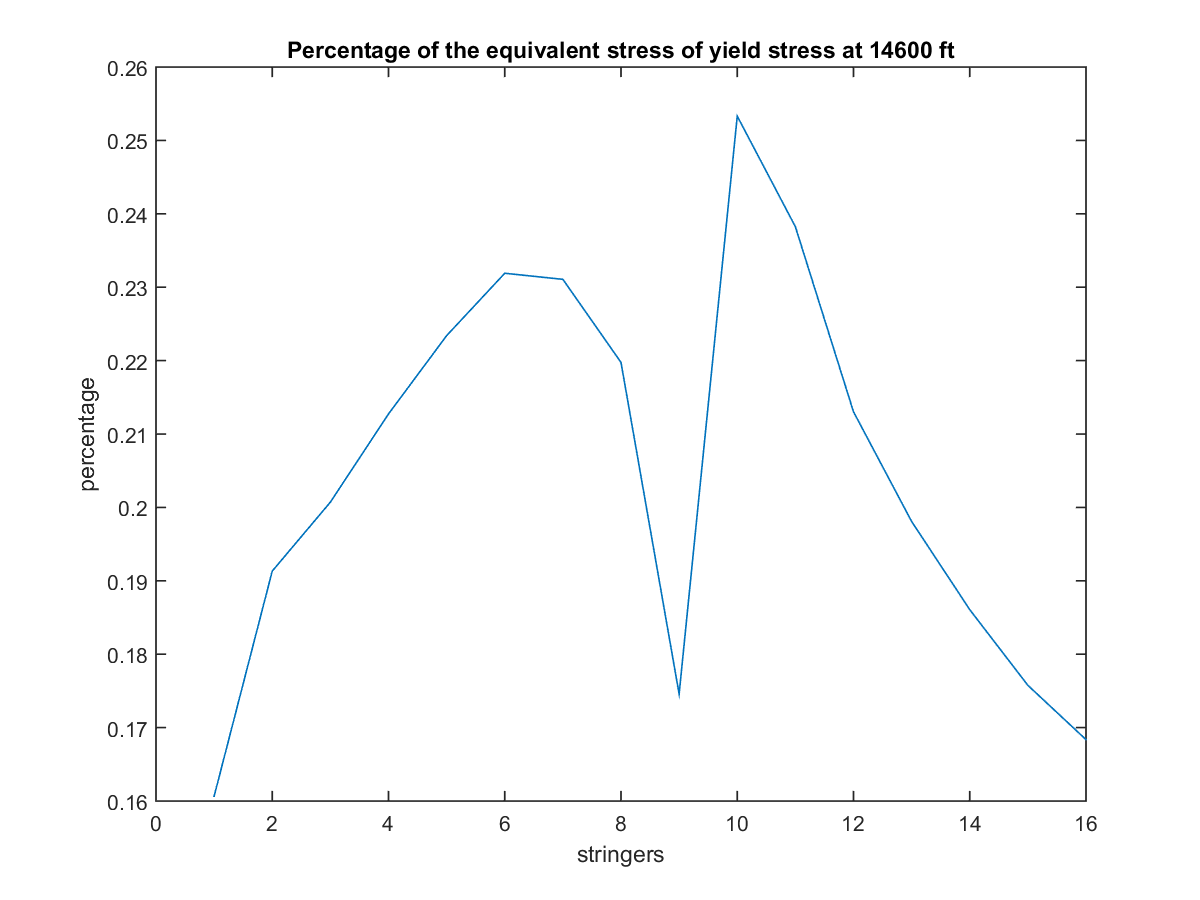 Percentage of the equivalent stress of yield stress at 14600 ft
0.26
0.25
0.24
0.23
0.22
0.21
0.2
0.19
0.18
0.17
0.16
percentage
0 2 4 6 8 10 12 14 16
stringers